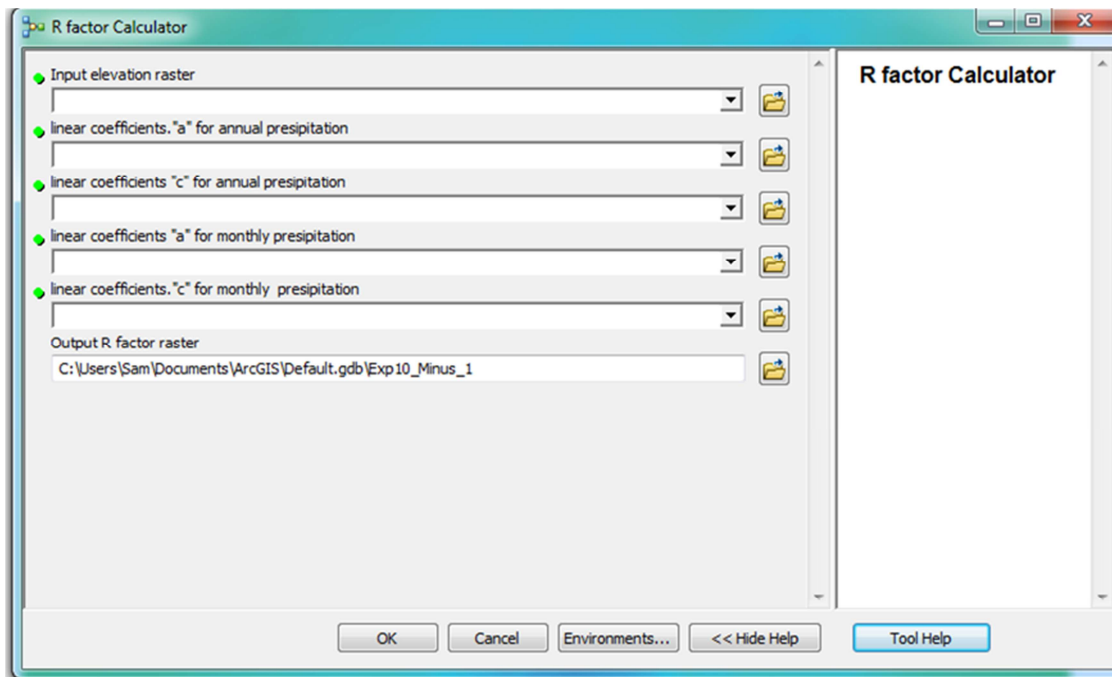 R factor Calculator
Input elevation raster
linear coefficients."a" for annual presipitation
linear coefficients "c" for annual presipitation
linear coefficients "a" for monthly presipitation
linear coefficients."c" for monthly  presipitation
Output R factor raster
C:\Users\Sam\Documents\ArcGIS\Default.gdb\Exp10_Minus_1
R factor Calculator
OK
Cancel
Environments...
<< Hide Help
Tool Help